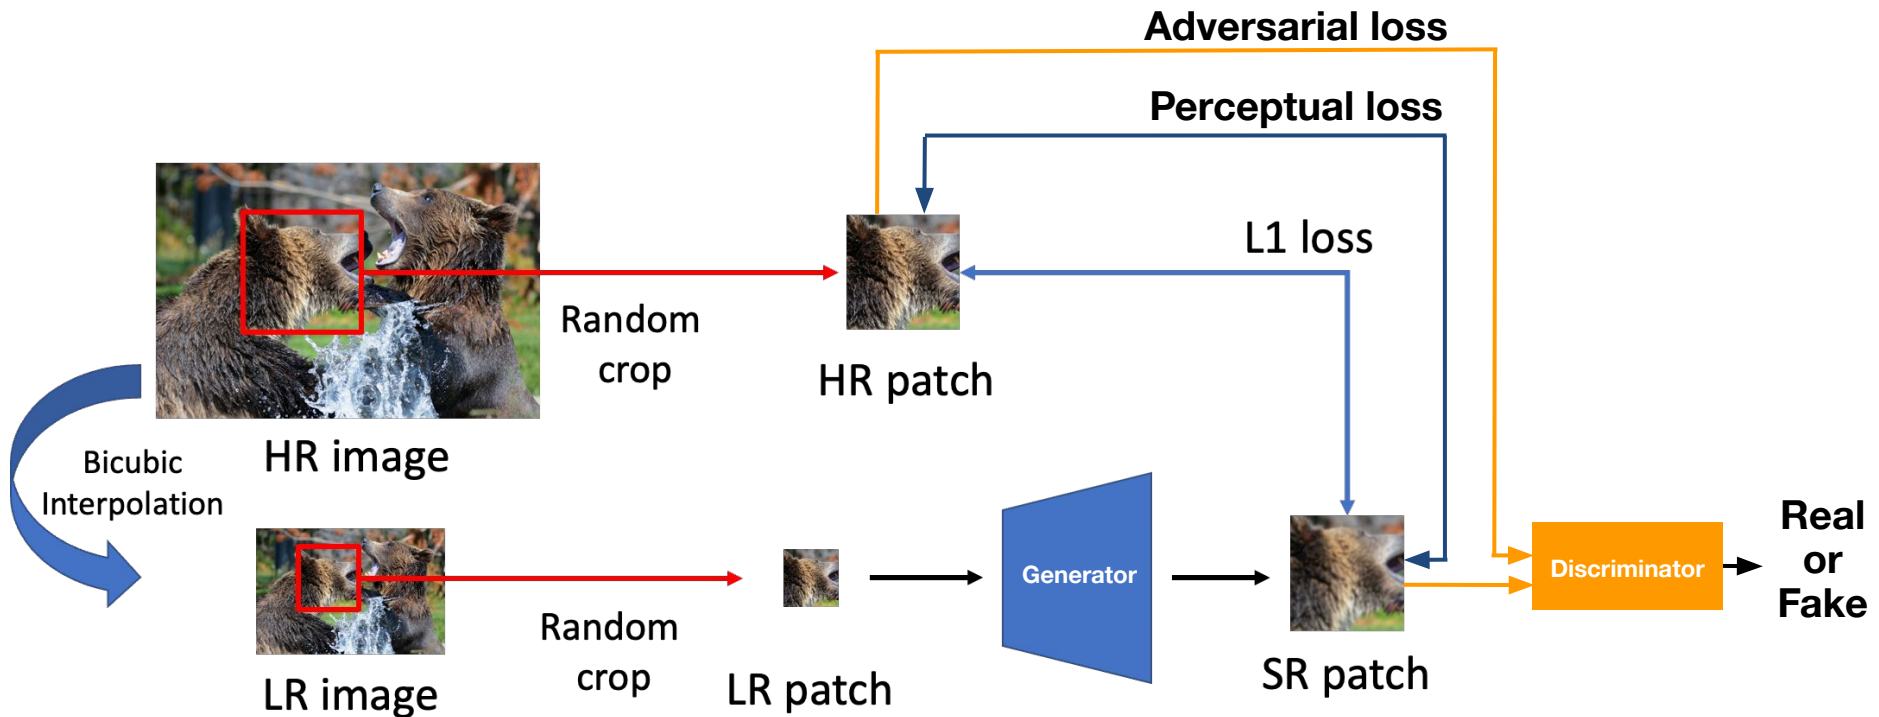 Adversarial loss
Perceptual loss
L1 loss
Random
crop
HR patch
HR image
Bicubic
Interpolation
Generator
Discriminator
Real
or
Fake
Random
crop
LR patch
SR patch
LR image